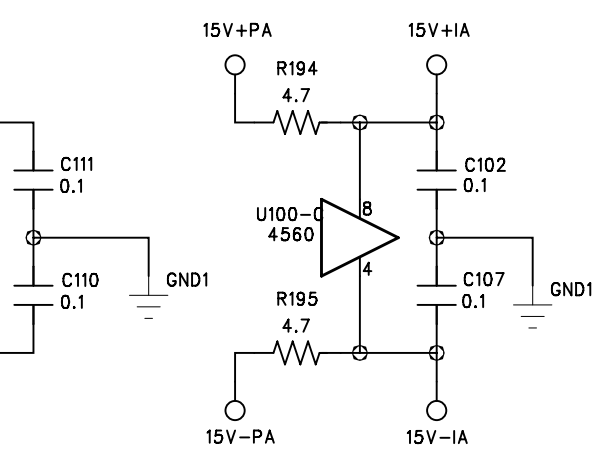 15V+PA
15V+IA
R194
4.7
C111
0.1
C102
0.1
8
U100-C
4560
4
C110
0.1
GND1
C107
0.1
GND1
R195
4.7
15V-PA
15V-IA